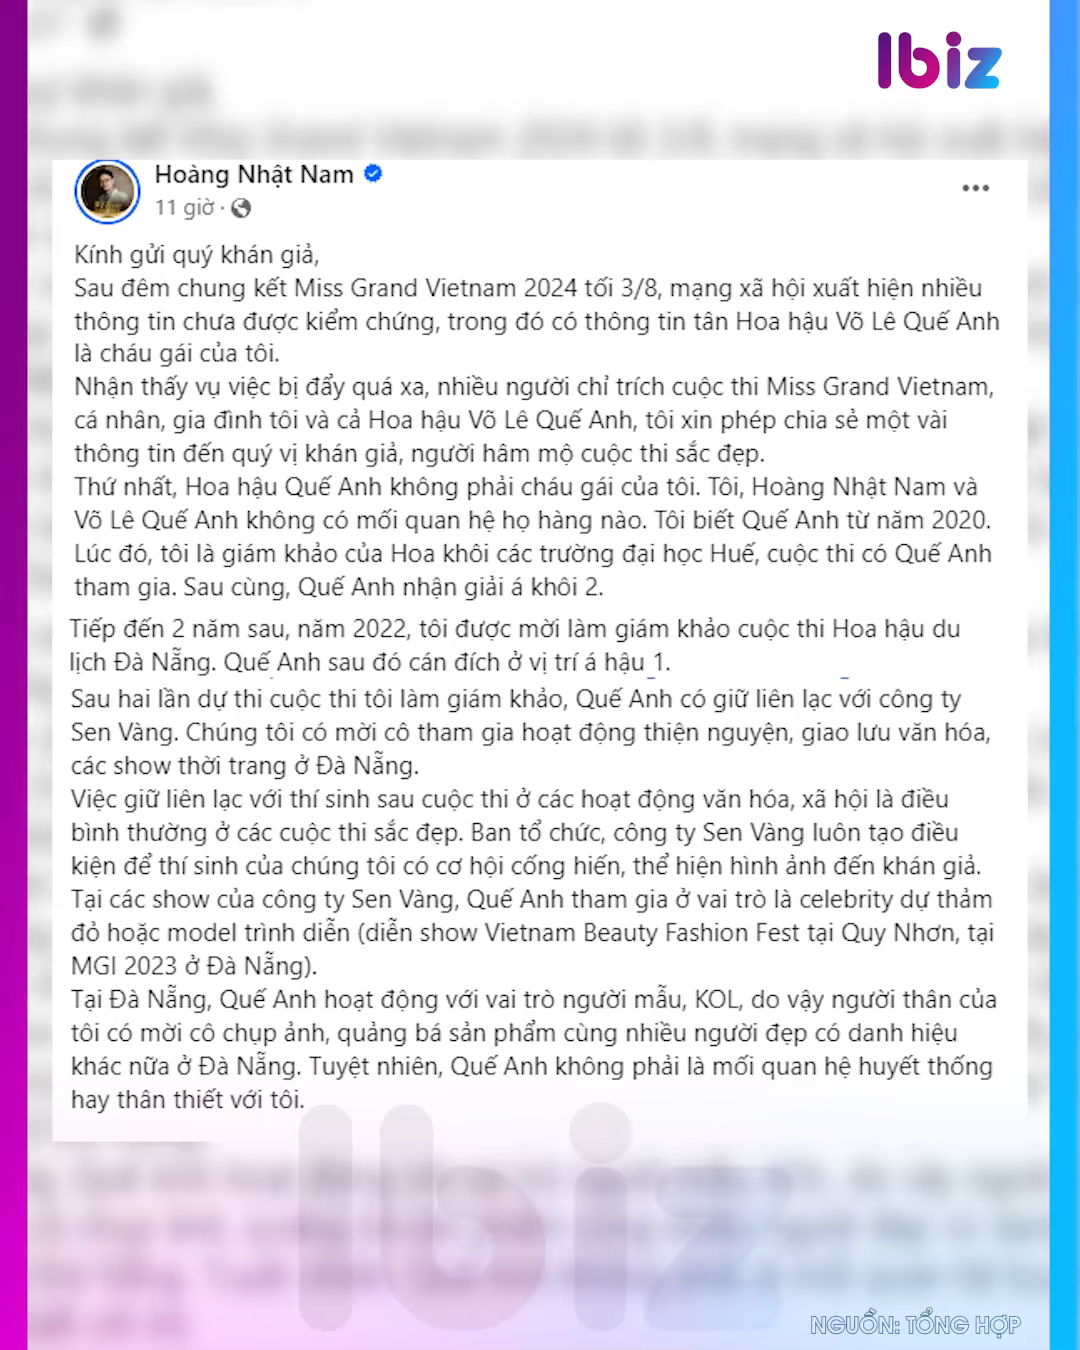 Ibiz
Hoàng Nhật Nam
11 giờ ·
Kính gửi quý khán giả,
Sau đêm chung kết Miss Grand Vietnam 2024 tối 3/8, mạng xã hội xuất hiện nhiều
thông tin chưa được kiểm chứng, trong đó có thông tin tân Hoa hậu Võ Lê Quế Anh
là cháu gái của tôi.
Nhận thấy vụ việc bị đẩy quá xa, nhiều người chỉ trích cuộc thi Miss Grand Vietnam,
cá nhân, gia đình tôi và cả Hoa hậu Võ Lê Quế Anh, tôi xin phép chia sẻ một vài
thông tin đến quý vị khán giả, người hâm mộ cuộc thi sắc đẹp.
Thứ nhất, Hoa hậu Quế Anh không phải cháu gái của tôi. Tôi, Hoàng Nhật Nam và
Võ Lê Quế Anh không có mối quan hệ họ hàng nào. Tôi biết Quế Anh từ năm 2020.
Lúc đó, tôi là giám khảo của Hoa khôi các trường đại học Huế, cuộc thi có Quế Anh
tham gia. Sau cùng, Quế Anh nhận giải á khôi 2.
Tiếp đến 2 năm sau, năm 2022, tôi được mời làm giám khảo cuộc thi Hoa hậu du
lịch Đà Nẵng. Quế Anh sau đó cán đích ở vị trí á hậu 1.
Sau hai lần dự thi cuộc thi tôi làm giám khảo, Quế Anh có giữ liên lạc với công ty
Sen Vàng. Chúng tôi có mời cô tham gia hoạt động thiện nguyện, giao lưu văn hóa,
các show thời trang ở Đà Nẵng.
Việc giữ liên lạc với thí sinh sau cuộc thi ở các hoạt động văn hóa, xã hội là điều
bình thường ở các cuộc thi sắc đẹp. Ban tổ chức, công ty Sen Vàng luôn tạo điều
kiện để thí sinh của chúng tôi có cơ hội cống hiến, thể hiện hình ảnh đến khán giả.
Tại các show của công ty Sen Vàng, Quế Anh tham gia ở vai trò là celebrity dự thảm
đỏ hoặc model trình diễn (diễn show Vietnam Beauty Fashion Fest tại Quy Nhơn, tại
MGI 2023 ở Đà Nẵng).
Tại Đà Nẵng, Quế Anh hoạt động với vai trò người mẫu, KOL, do vậy người thân của
tôi có mời cô chụp ảnh, quảng bá sản phẩm cùng nhiều người đẹp có danh hiệu
khác nữa ở Đà Nẵng. Tuyệt nhiên, Quế Anh không phải là mối quan hệ huyết thống
hay thân thiết với tôi.
Ibiz
NGUỒN: TỔNG HỢP